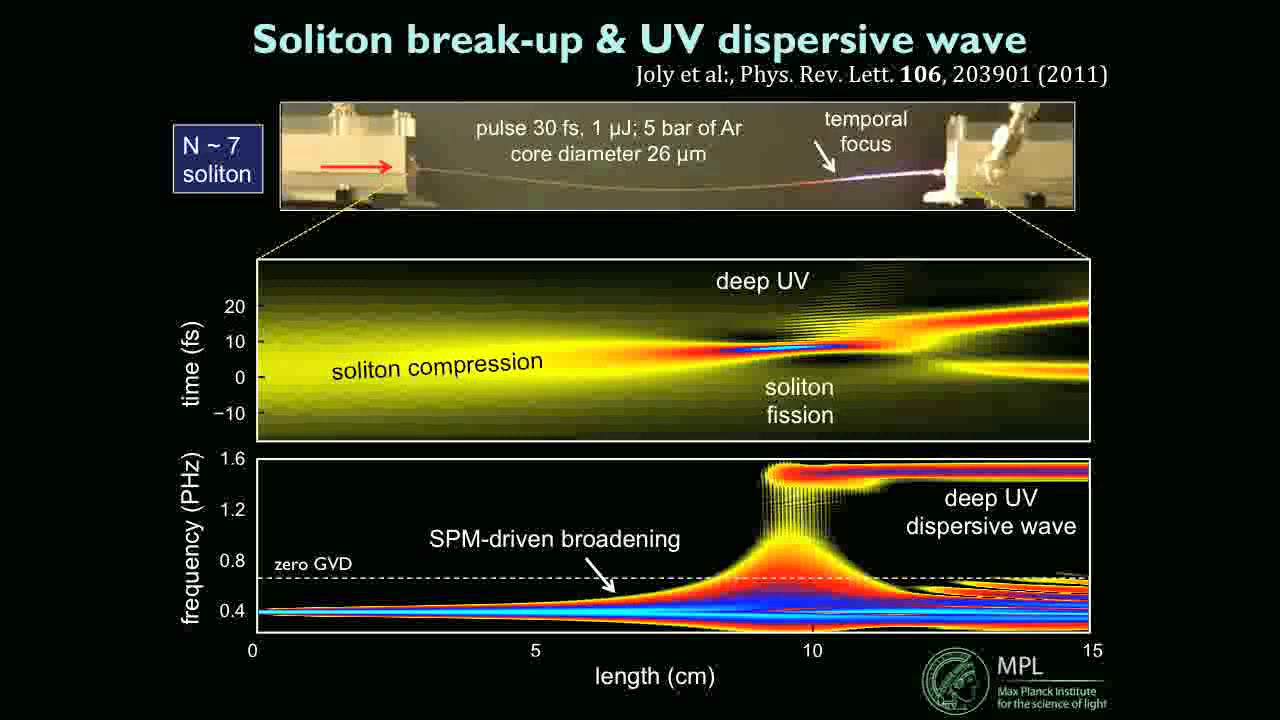 Soliton break-up & UV dispersive wave
Joly et al:, Phys. Rev. Lett. 106, 203901 (2011)
N ~ 7
soliton
pulse 30 fs, 1 µJ; 5 bar of Ar
core diameter 26 µm
temporal
focus
deep UV
soliton compression
soliton
fission
time (fs)
20
10
0
−10
frequency (PHz)
1.6
1.2
0.8
0.4
SPM-driven broadening
zero GVD
deep UV
dispersive wave
0
5
10
15
length (cm)
MPL
Max Planck Institute
for the science of light